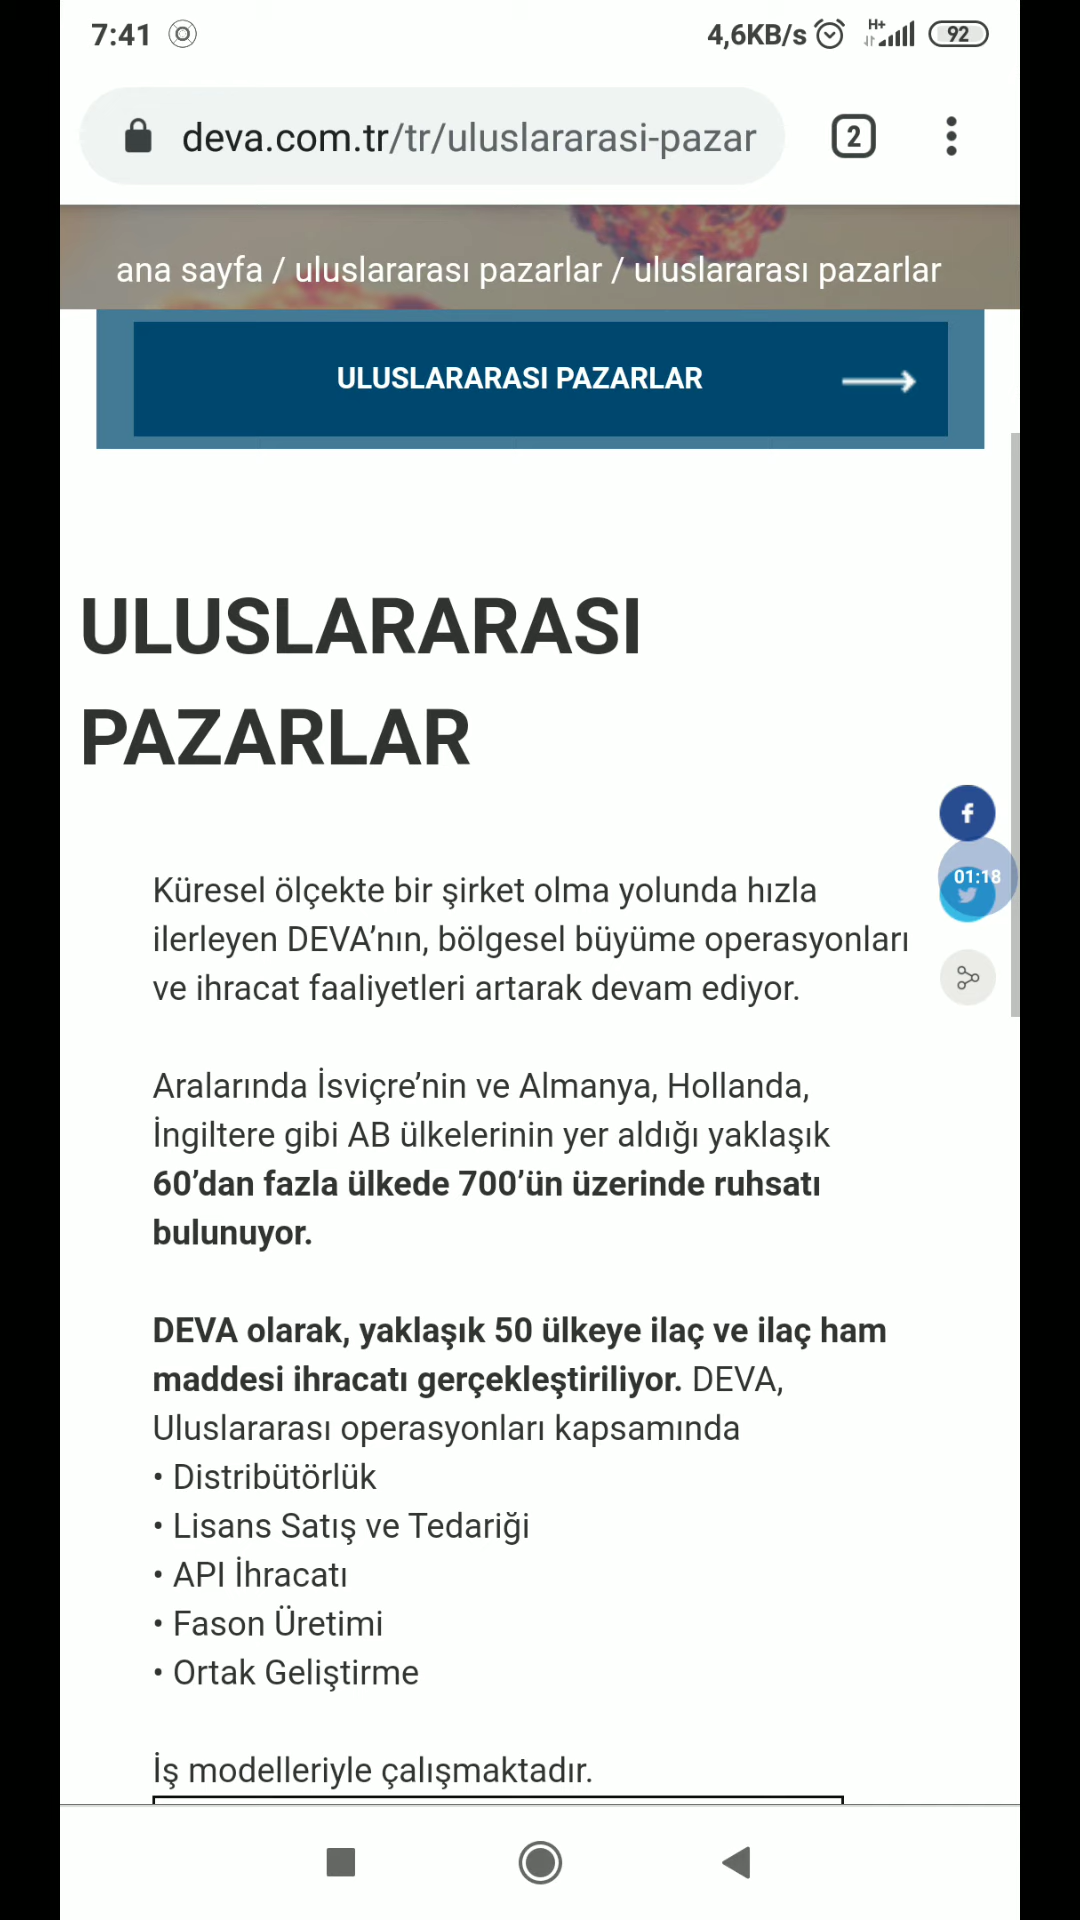 7:41
4,6KB/s H+ 92
deva.com.tr/tr/uluslararasi-pazar 2
ana sayfa / uluslararası pazarlar / uluslararası pazarlar
ULUSLARARASI PAZARLAR
ULUSLARARASI
PAZARLAR
f
01:18
Küresel ölçekte bir şirket olma yolunda hızla
ilerleyen DEVA’nın, bölgesel büyüme operasyonları
ve ihracat faaliyetleri artarak devam ediyor.
Aralarında İsviçre’nin ve Almanya, Hollanda,
İngiltere gibi AB ülkelerinin yer aldığı yaklaşık
60’dan fazla ülkede 700’ün üzerinde ruhsatı
bulunuyor.
DEVA olarak, yaklaşık 50 ülkeye ilaç ve ilaç ham
maddesi ihracatı gerçekleştiriliyor. DEVA,
Uluslararası operasyonları kapsamında
• Distribütörlük
• Lisans Satış ve Tedariği
• API İhracatı
• Fason Üretimi
• Ortak Geliştirme
İş modelleriyle çalışmaktadır.